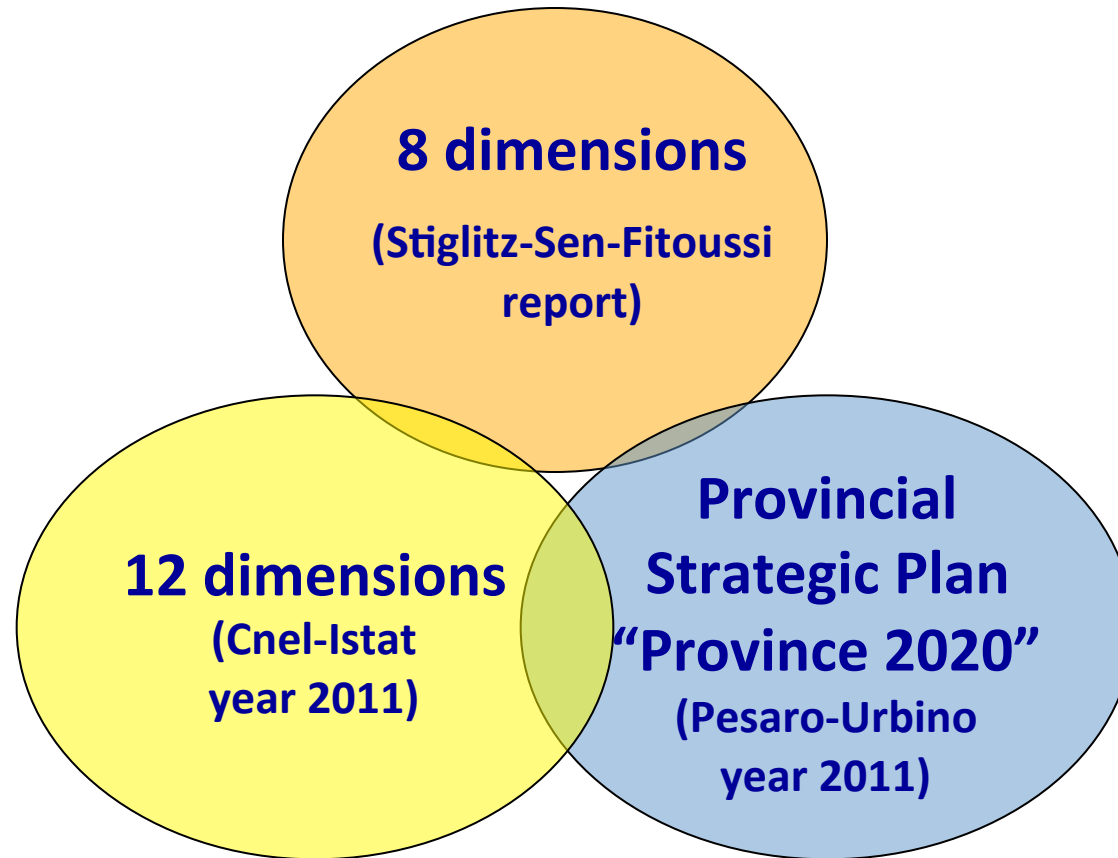 8 dimensions
(Stiglitz-Sen-Fitoussi
report)
12 dimensions
(Cnel-Istat
year 2011)
Provincial
Strategic Plan
“Province 2020”
(Pesaro-Urbino
year 2011)